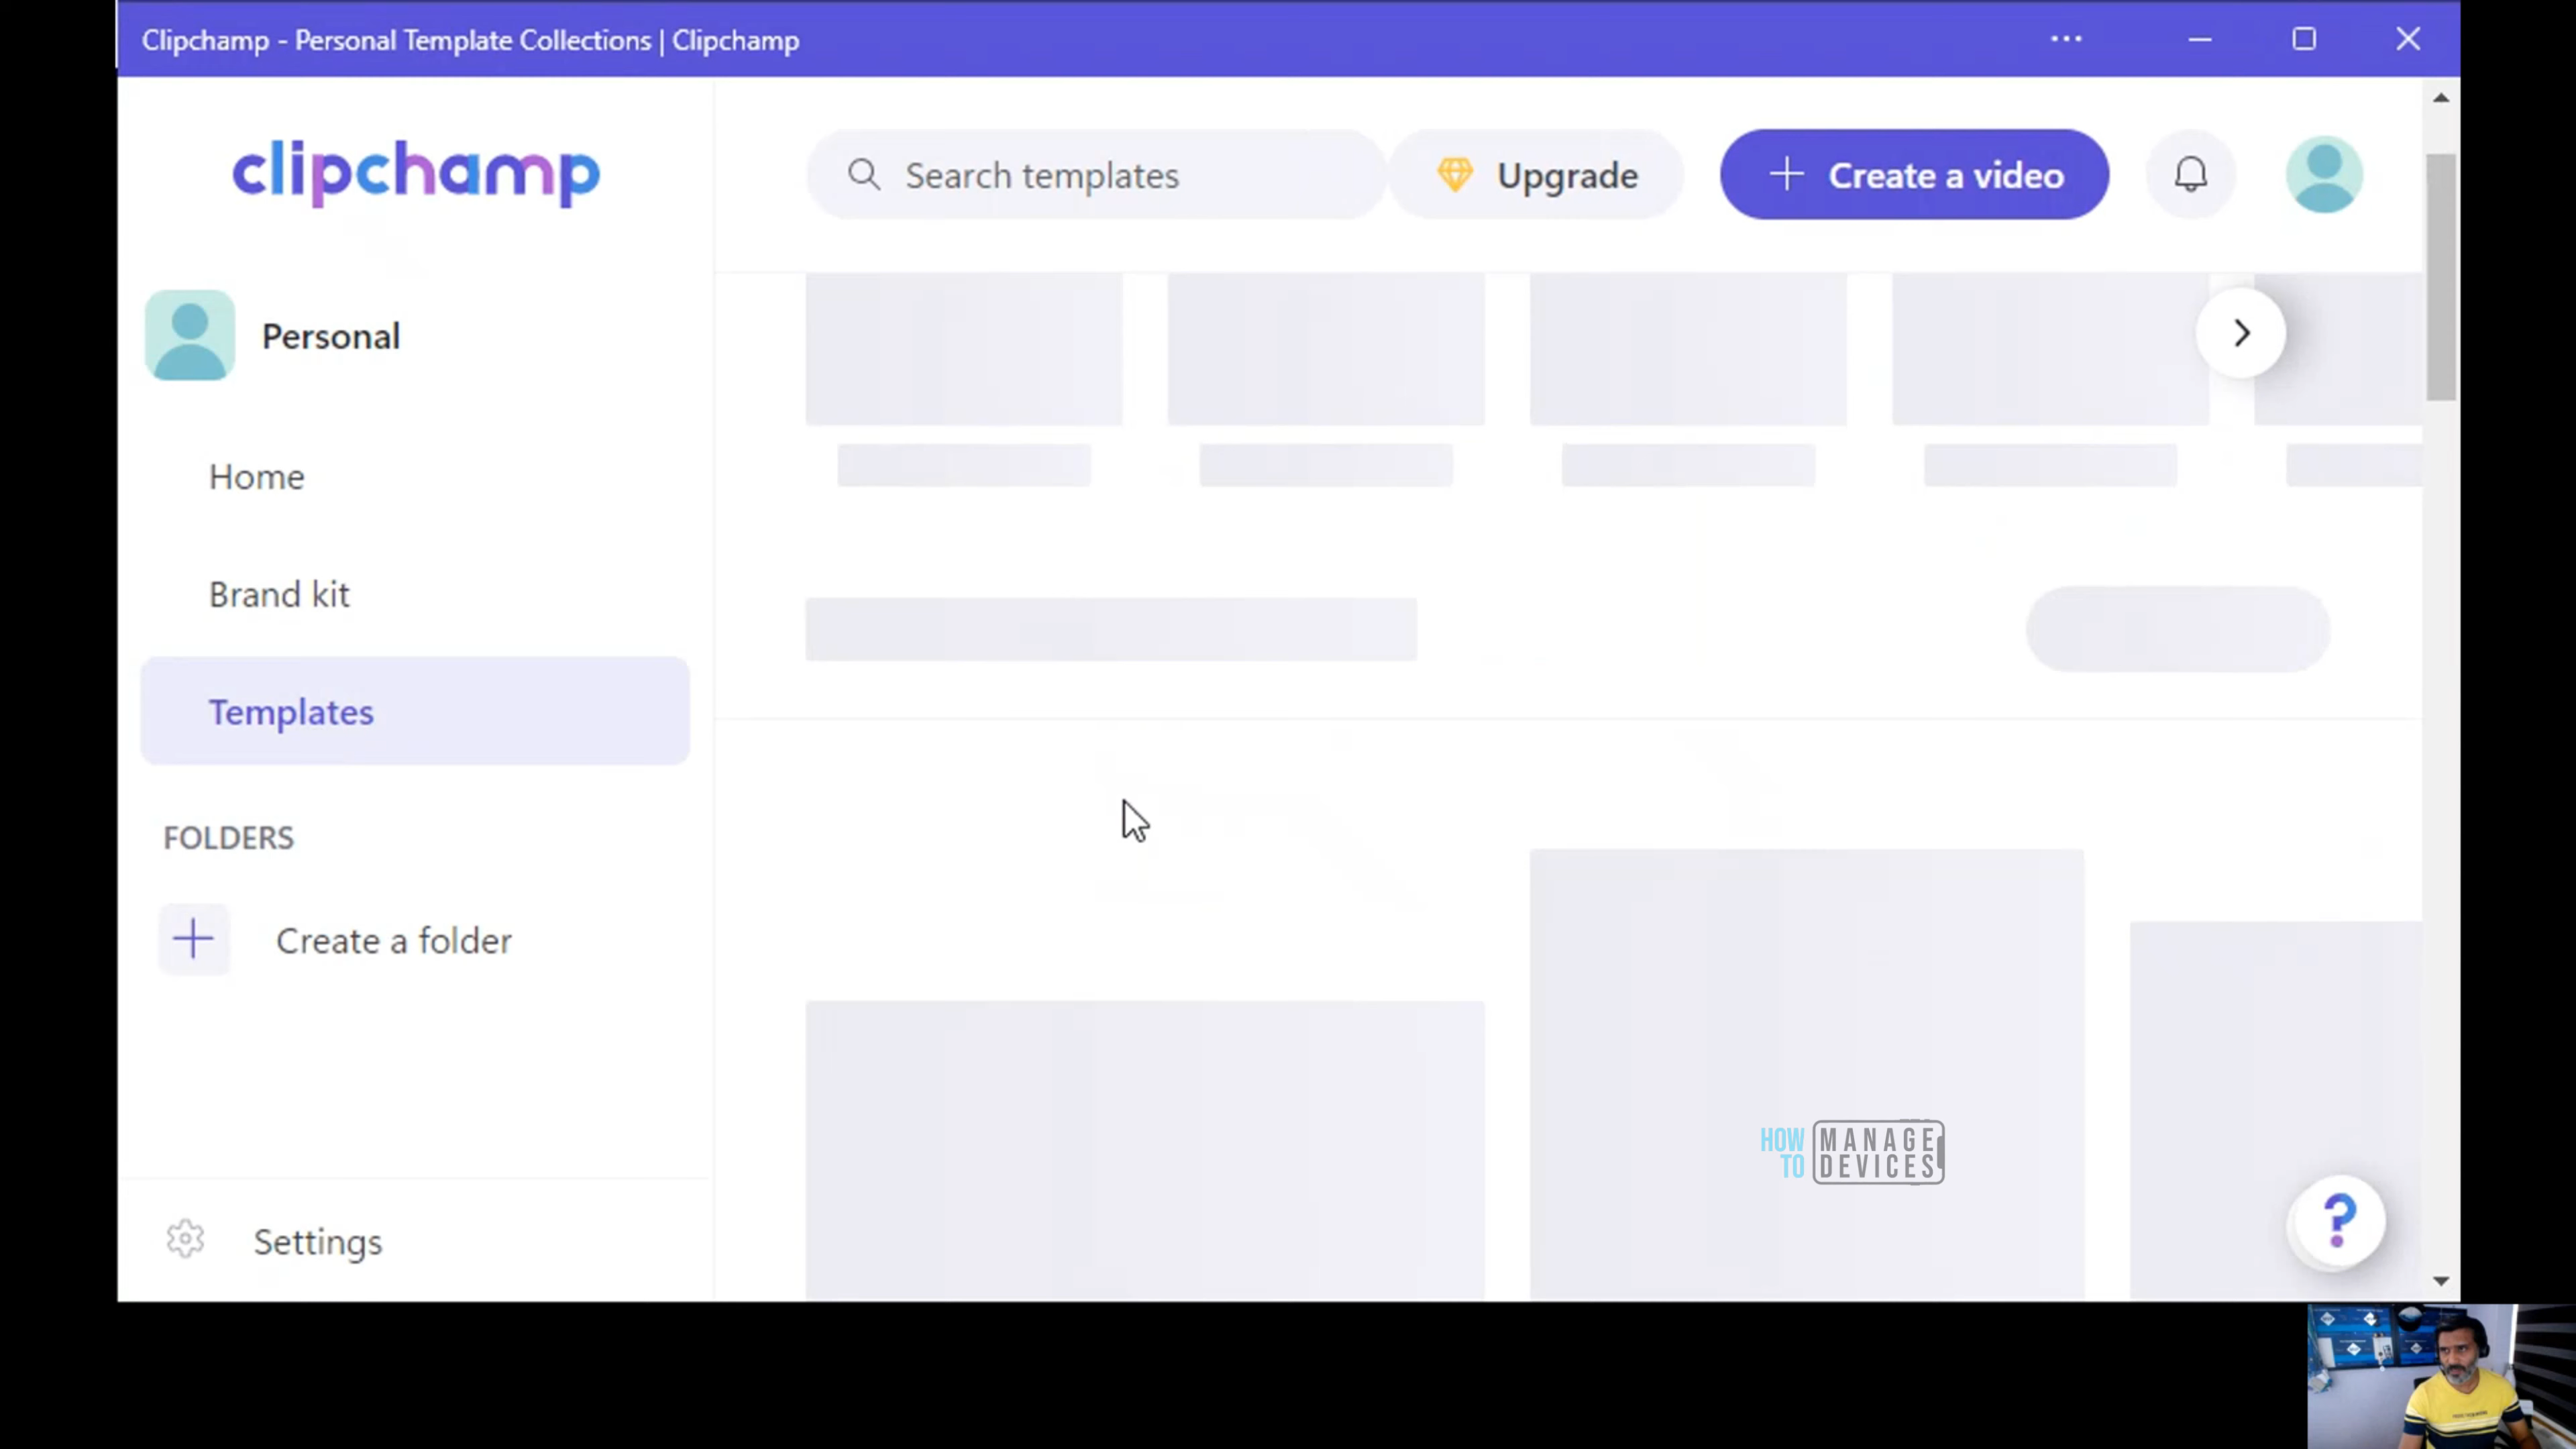 Clipchamp - Personal Template Collections | Clipchamp
clipchamp
Search templates
Upgrade
Create a video
Personal
Home
Brand kit
Templates
FOLDERS
Create a folder
Settings
HOW TO
MANAGE
DEVICES
?